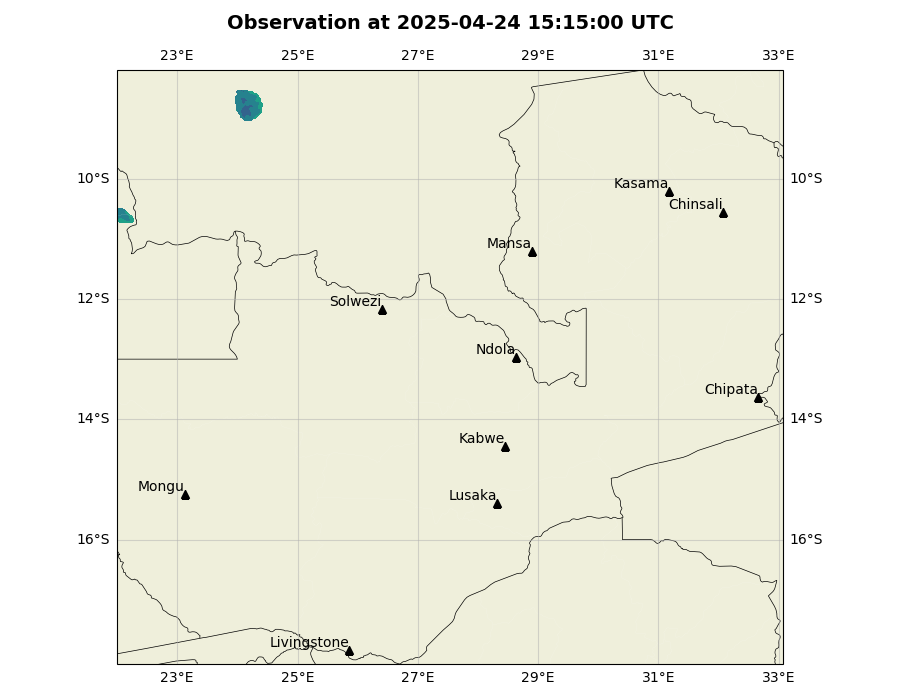 Observation at 2025-04-24 15:15:00 UTC
23°E 25°E 27°E 29°E 31°E 33°E
10°S 10°S
Kasama
Chinsali
Mansa
12°S 12°S
Solwezi
Ndola
Chipata
14°S 14°S
Kabwe
Mongu
Lusaka
16°S 16°S
Livingstone
23°E 25°E 27°E 29°E 31°E 33°E